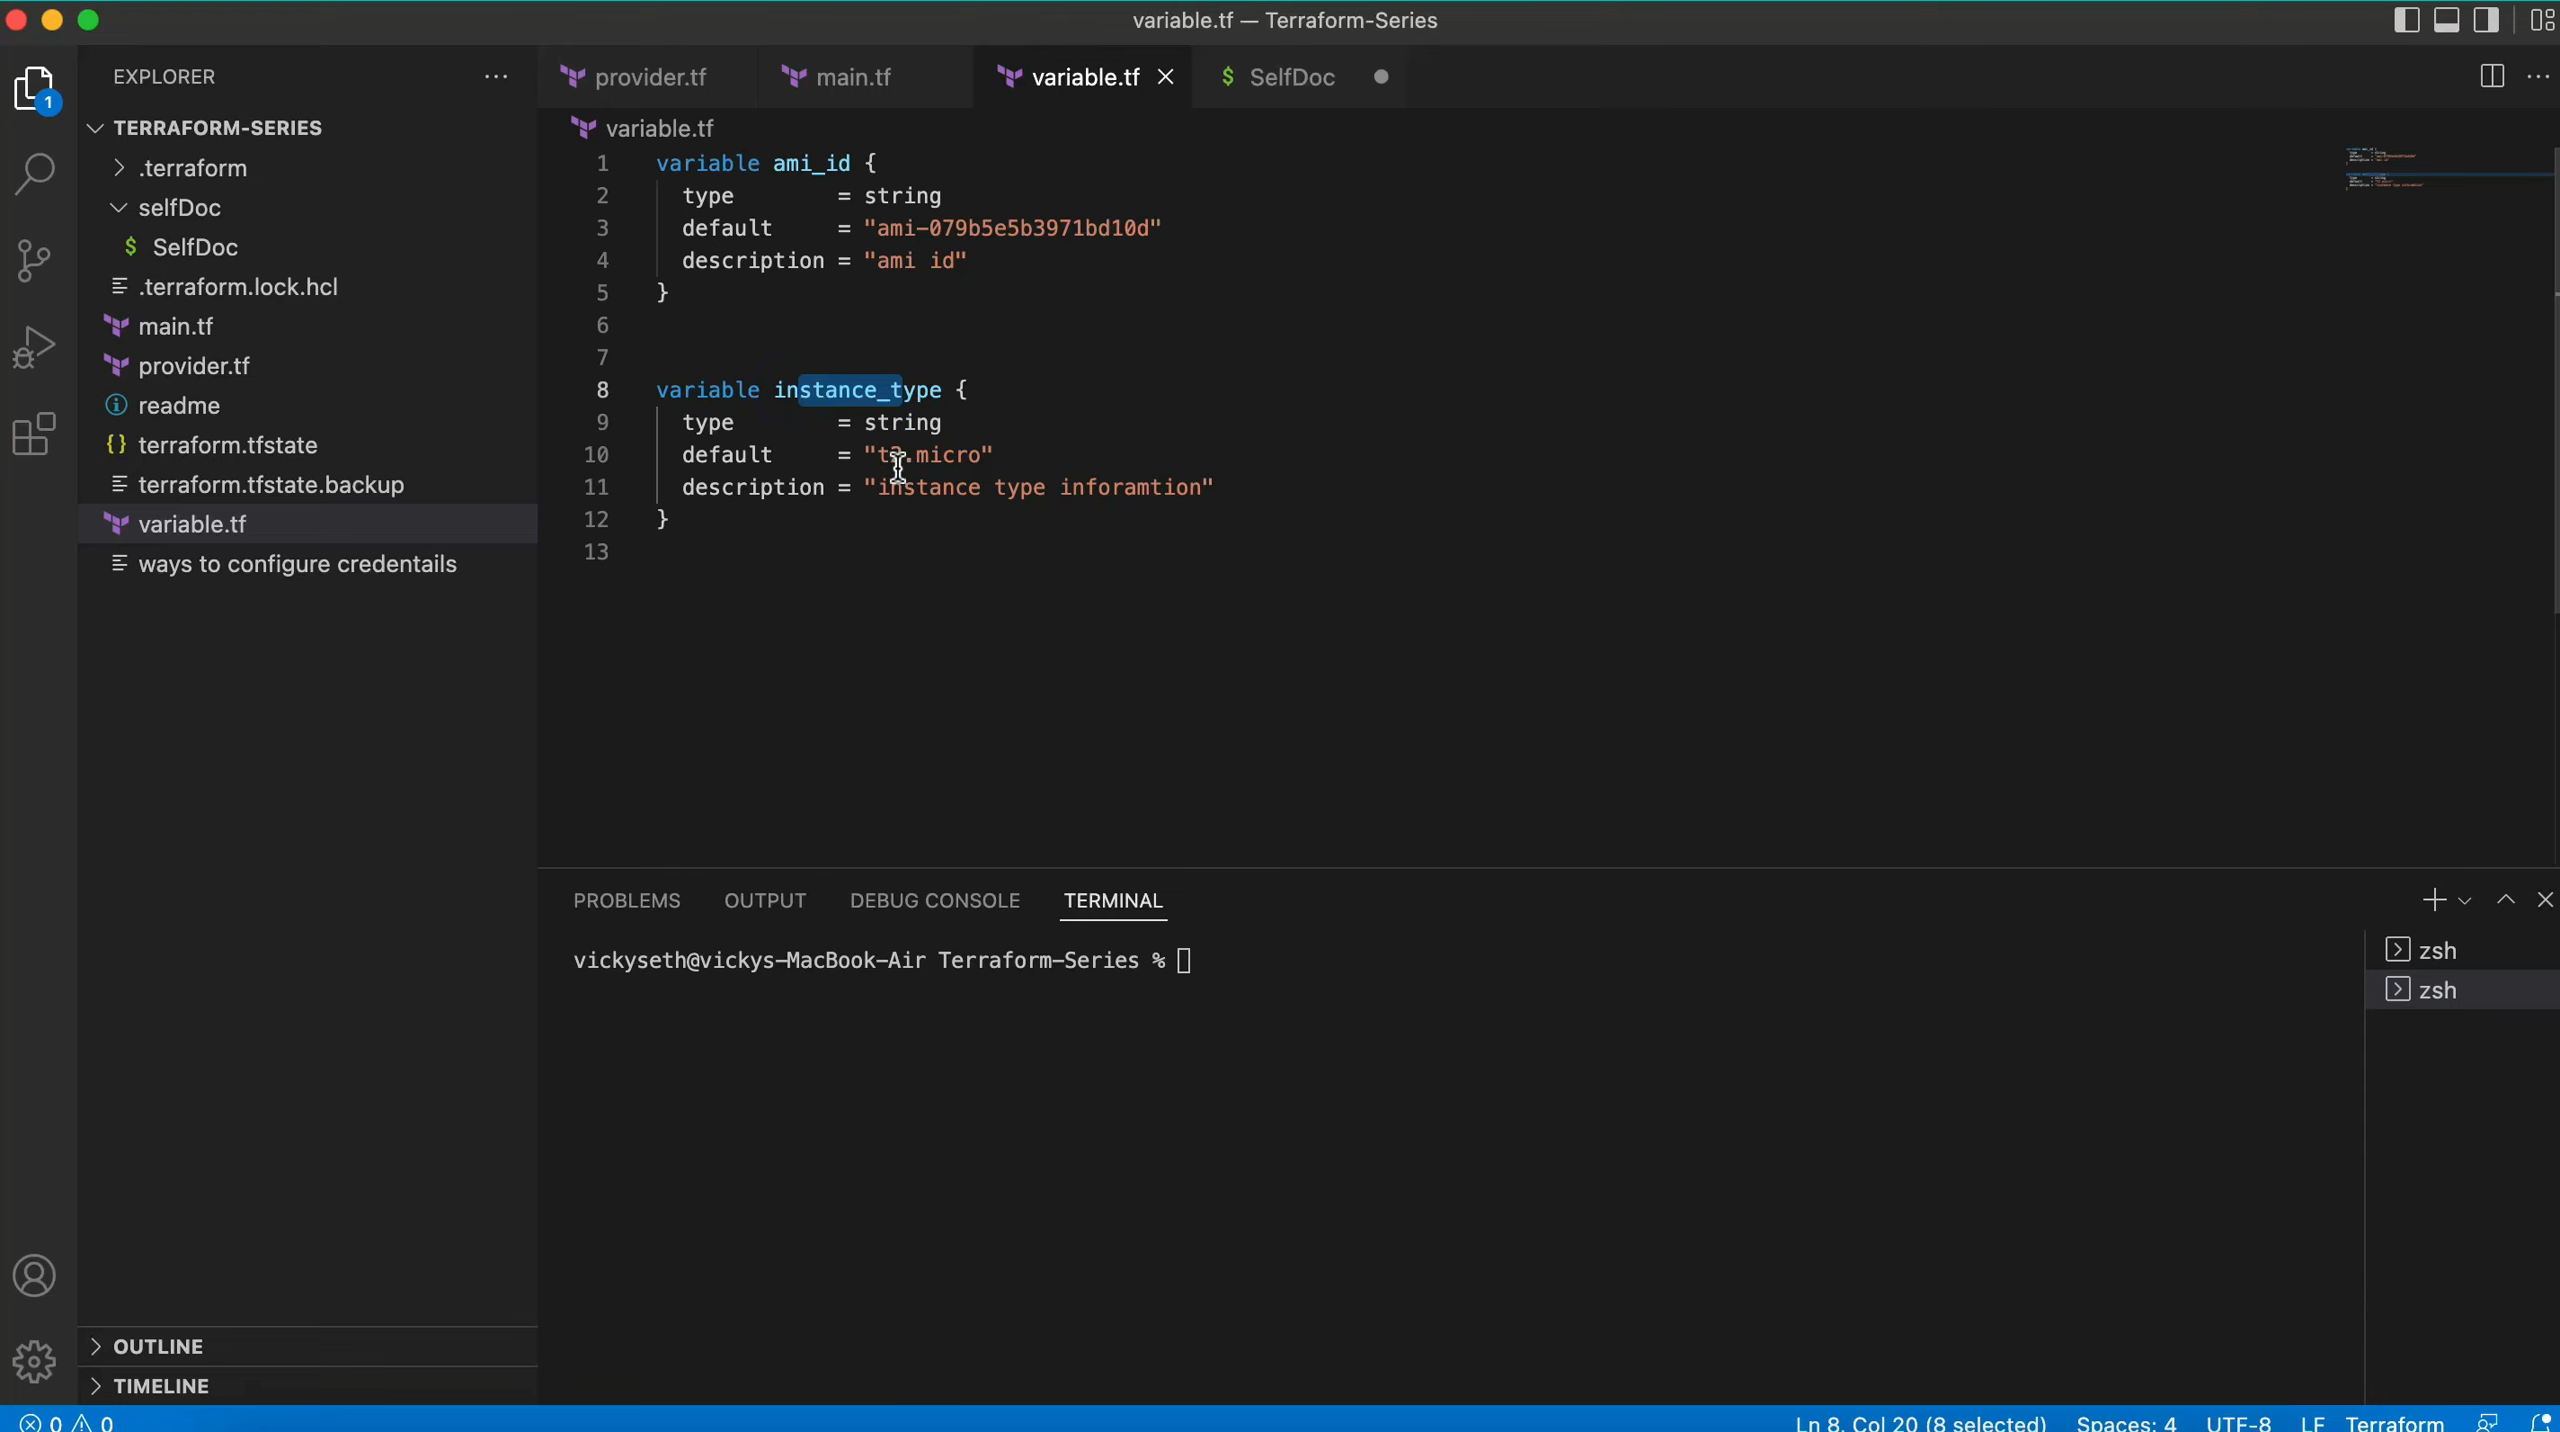 variable.tf — Terraform-Series
EXPLORER
TERRAFORM-SERIES
.terraform
selfDoc
$ SelfDoc
.terraform.lock.hcl
main.tf
provider.tf
readme
{} terraform.tfstate
terraform.tfstate.backup
variable.tf
ways to configure credentails
OUTLINE
TIMELINE
1
provider.tf
main.tf
variable.tf
$ SelfDoc
variable.tf
1 variable ami_id {
2 type = string
3 default = "ami-079b5e5b3971bd10d"
4 description = "ami id"
5 }
6
7
8 variable instance_type {
9 type = string
10 default = "t2.micro"
11 description = "instance type inforamtion"
12 }
13
PROBLEMS OUTPUT DEBUG CONSOLE TERMINAL
vickyseth@vickys-MacBook-Air Terraform-Series %
zsh
zsh
0 0
Ln 8, Col 20 (8 selected) Spaces: 4 UTF-8 LF Terraform